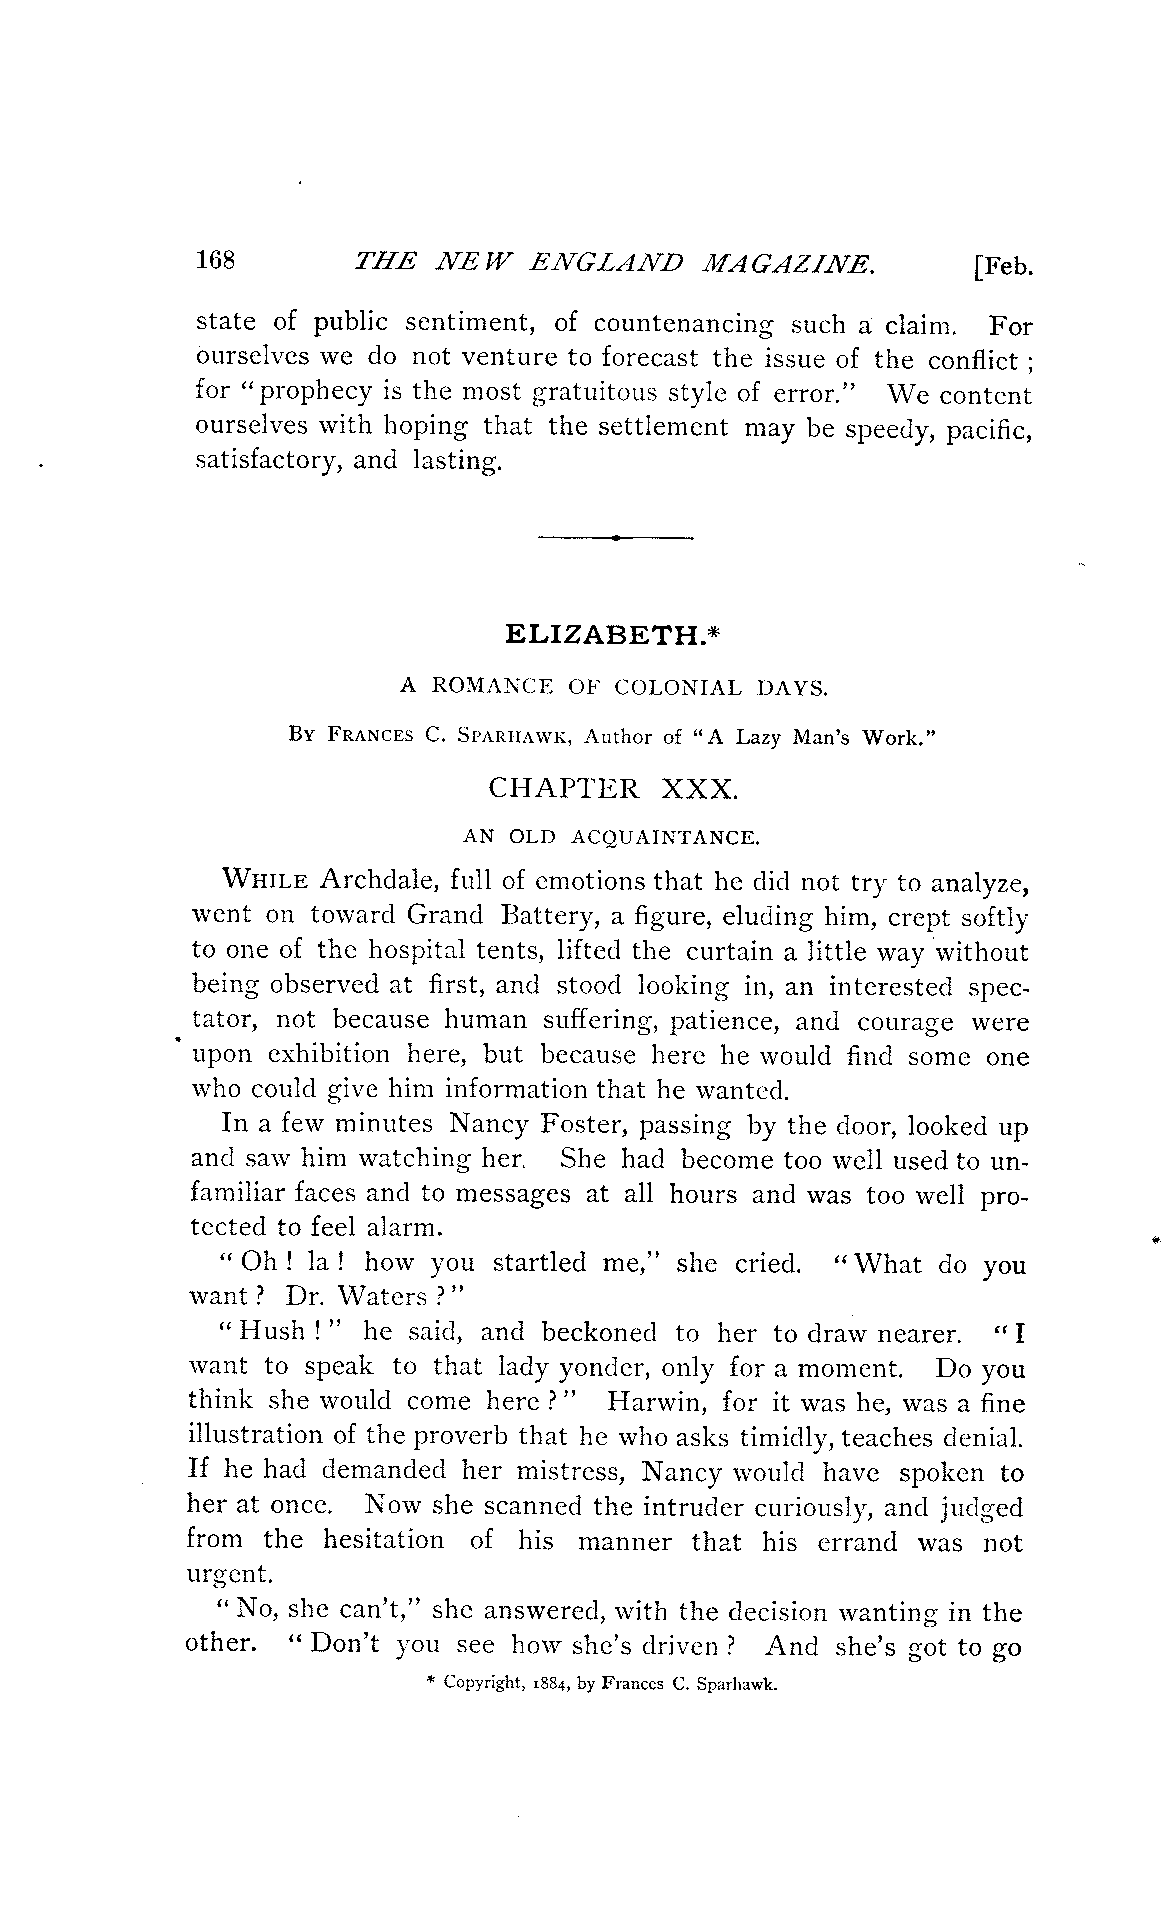 168 THE NEW ENGLAND MAGAZINE. [Feb.
state of public sentiment, of countenancing such a claim. For
ourselves we do not venture to forecast the issue of the conflict ;
for "prophecy is the most gratuitous style of error." We content
ourselves with hoping that the settlement may be speedy, pacific,
satisfactory, and lasting.
ELIZABETH.*
A ROMANCE OF COLONIAL DAYS.
BY FRANCES C. SPARHAWK, Author of "A Lazy Man's Work."
CHAPTER XXX.
AN OLD ACQUAINTANCE.
WHILE Archdale, full of emotions that he did not try to analyze,
went on toward Grand Battery, a figure, eluding him, crept softly
to one of the hospital tents, lifted the curtain a little way without
being observed at first, and stood looking in, an interested spec-
tator, not because human suffering, patience, and courage were
upon exhibition here, but because here he would find some one
who could give him information that he wanted.
In a few minutes Nancy Foster, passing by the door, looked up
and saw him watching her. She had become too well used to un-
familiar faces and to messages at all hours and was too well pro-
tected to feel alarm.
"Oh ! la ! how you startled me," she cried. "What do you
want ? Dr. Waters ?"
"Hush !" he said, and beckoned to her to draw nearer. "I
want to speak to that lady yonder, only for a moment. Do you
think she would come here ?" Harwin, for it was he, was a fine
illustration of the proverb that he who asks timidly, teaches denial.
If he had demanded her mistress, Nancy would have spoken to
her at once. Now she scanned the intruder curiously, and judged
from the hesitation of his manner that his errand was not
urgent.
"No, she can't," she answered, with the decision wanting in the
other. "Don't you see how she's driven ? And she's got to go
* Copyright, 1884, by Frances C. Sparhawk.